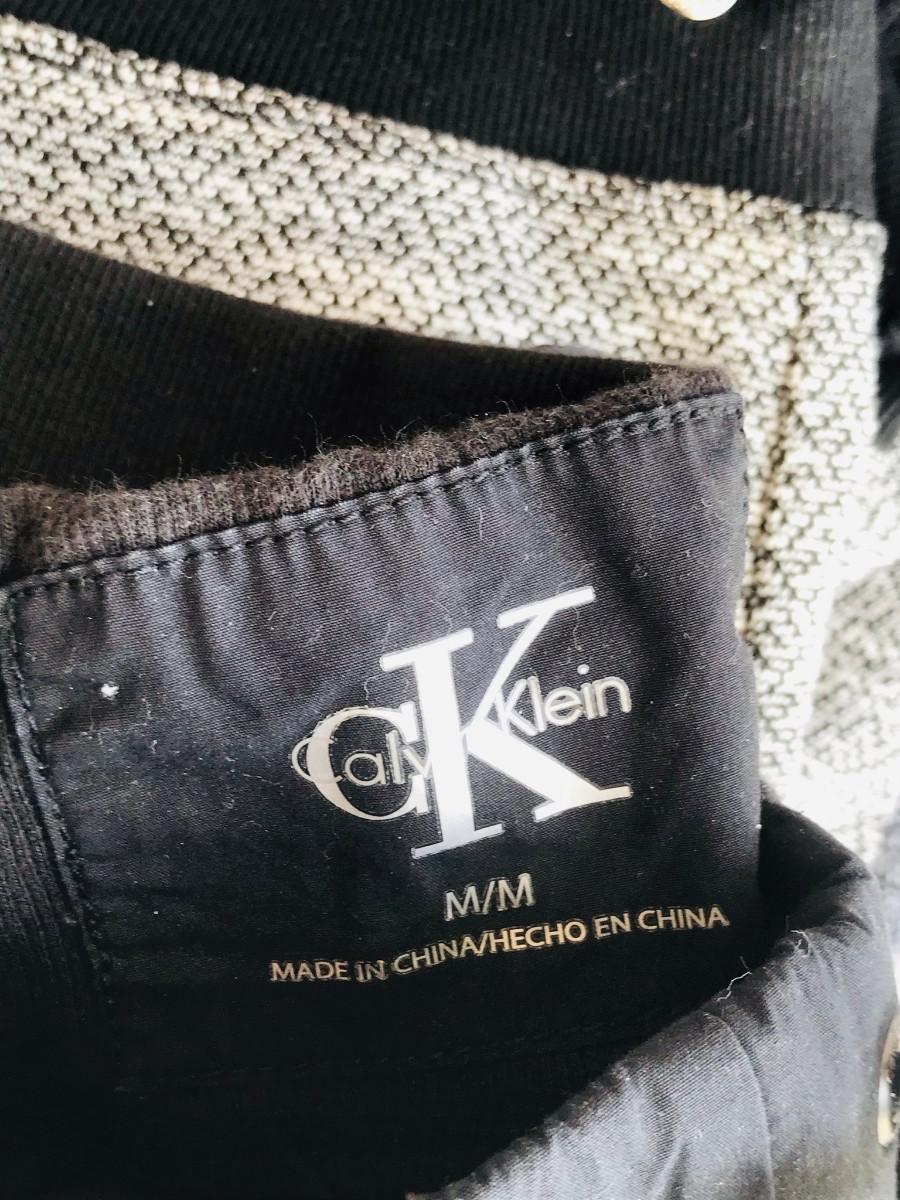 CK
Calvin Klein
M/M
MADE IN CHINA/HECHO EN CHINA